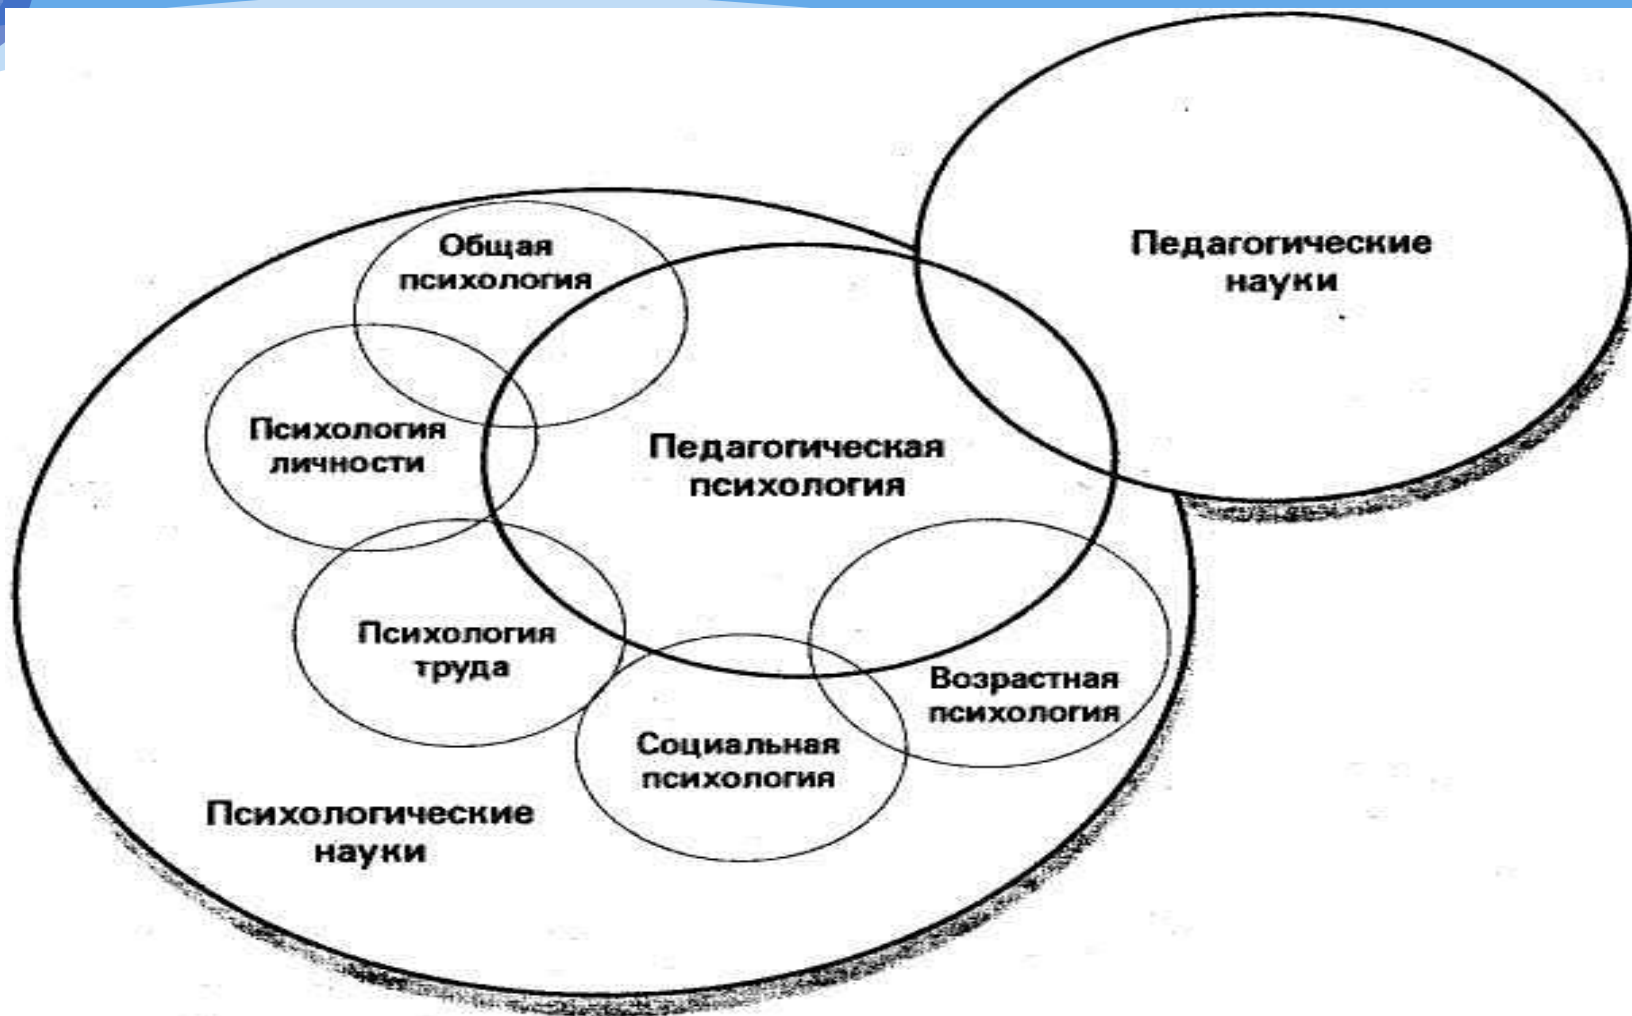 Общая
психология
Педагогические
науки
Психология
личности
Педагогическая
психология
Психология
труда
Возрастная
психология
Социальная
психология
Психологические
науки